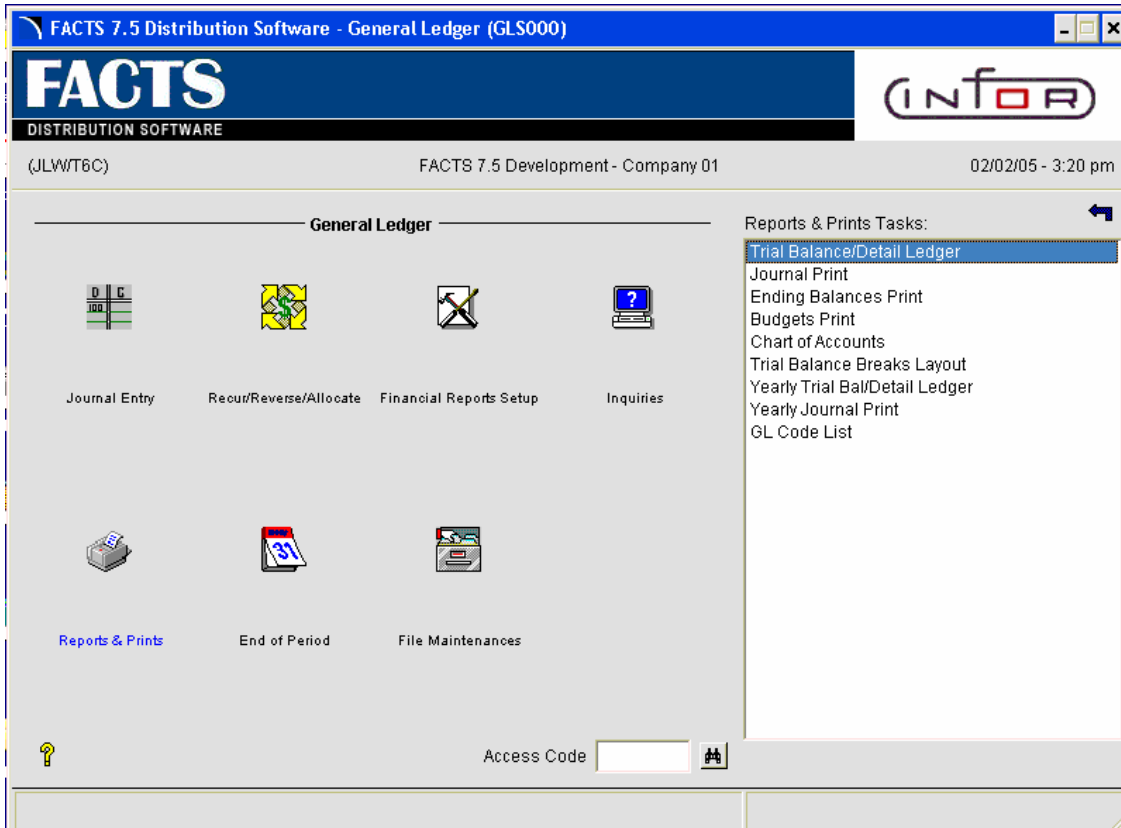 FACTS 7.5 Distribution Software - General Ledger (GLS000)
FACTS
DISTRIBUTION SOFTWARE
INFOR
(JLW/T6C) FACTS 7.5 Development - Company 01 02/02/05 - 3:20 pm
General Ledger
D C
100
$
?
Journal Entry Recur/Reverse/Allocate Financial Reports Setup Inquiries
31
Reports & Prints End of Period File Maintenances
?
Access Code
Reports & Prints Tasks:
Trial Balance/Detail Ledger
Journal Print
Ending Balances Print
Budgets Print
Chart of Accounts
Trial Balance Breaks Layout
Yearly Trial Bal/Detail Ledger
Yearly Journal Print
GL Code List